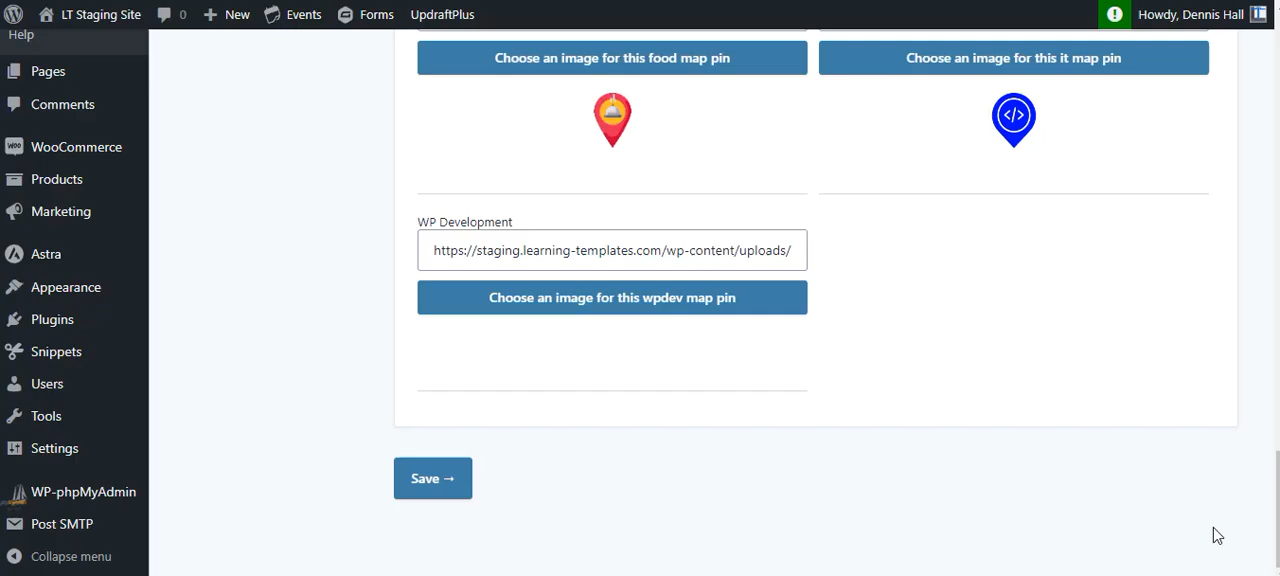 LT Staging Site
0
New
Events
Forms
UpdraftPlus
Howdy, Dennis Hall
Help
Pages
Comments
WooCommerce
Products
Marketing
Astra
Appearance
Plugins
Snippets
Users
Tools
Settings
WP-phpMyAdmin
Post SMTP
Collapse menu
Choose an image for this food map pin
Choose an image for this it map pin
</>
WP Development
https://staging.learning-templates.com/wp-content/uploads/
Choose an image for this wpdev map pin
Save →